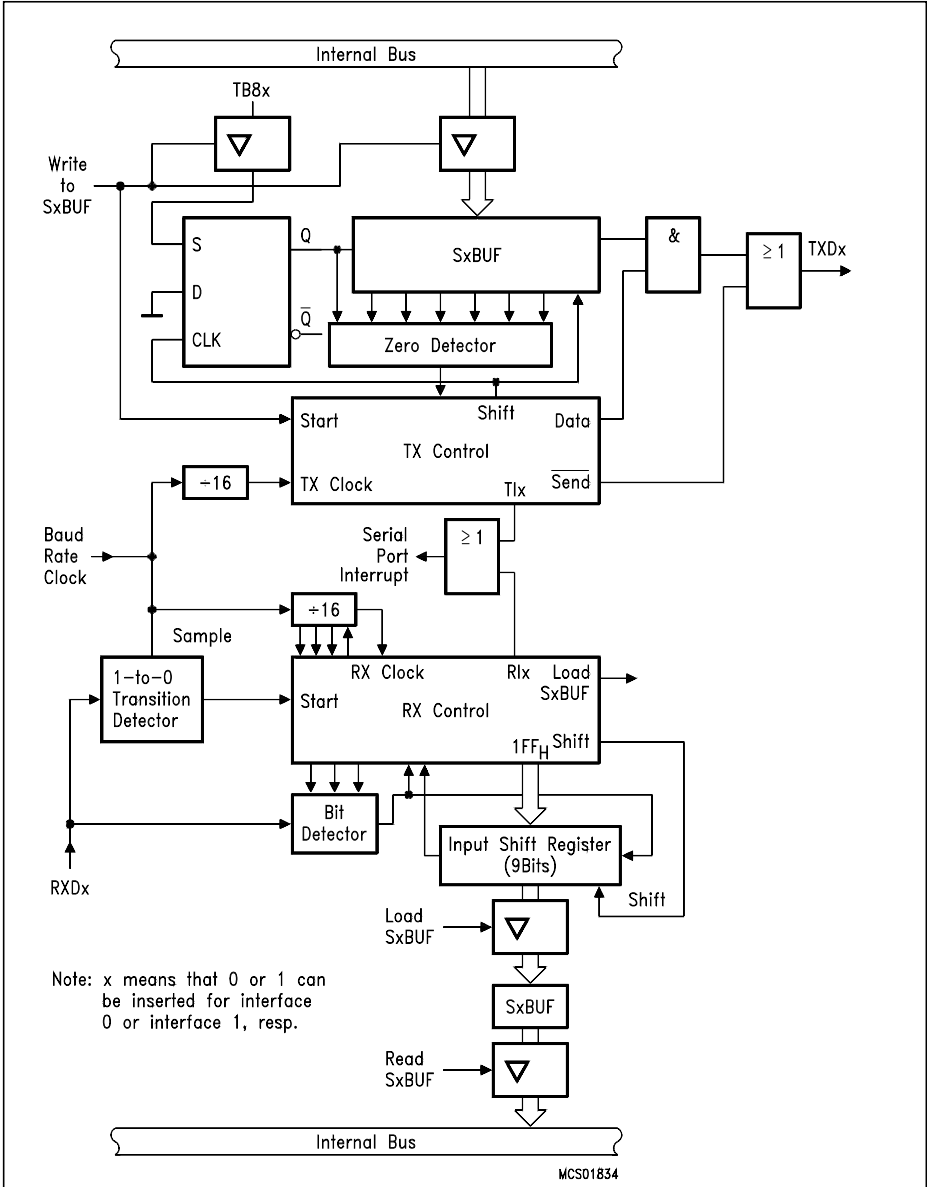 Internal Bus
TB8x
Write
to
SxBUF
S
Q
D
Q
CLK
SxBUF
&
≥ 1
TXDx
Zero Detector
Shift
Start
Data
TX Control
÷16
TX Clock
Send
TIx
Baud
Rate
Clock
Serial
Port
Interrupt
≥ 1
÷16
Sample
1-to-0
Transition
Detector
RX Clock
RIx
Load
SxBUF
Start
RX Control
1FFH
Shift
Bit
Detector
Input Shift Register
(9Bits)
RXDx
Shift
Load
SxBUF
Note: x means that 0 or 1 can
be inserted for interface
0 or interface 1, resp.
SxBUF
Read
SxBUF
Internal Bus
MCS01834